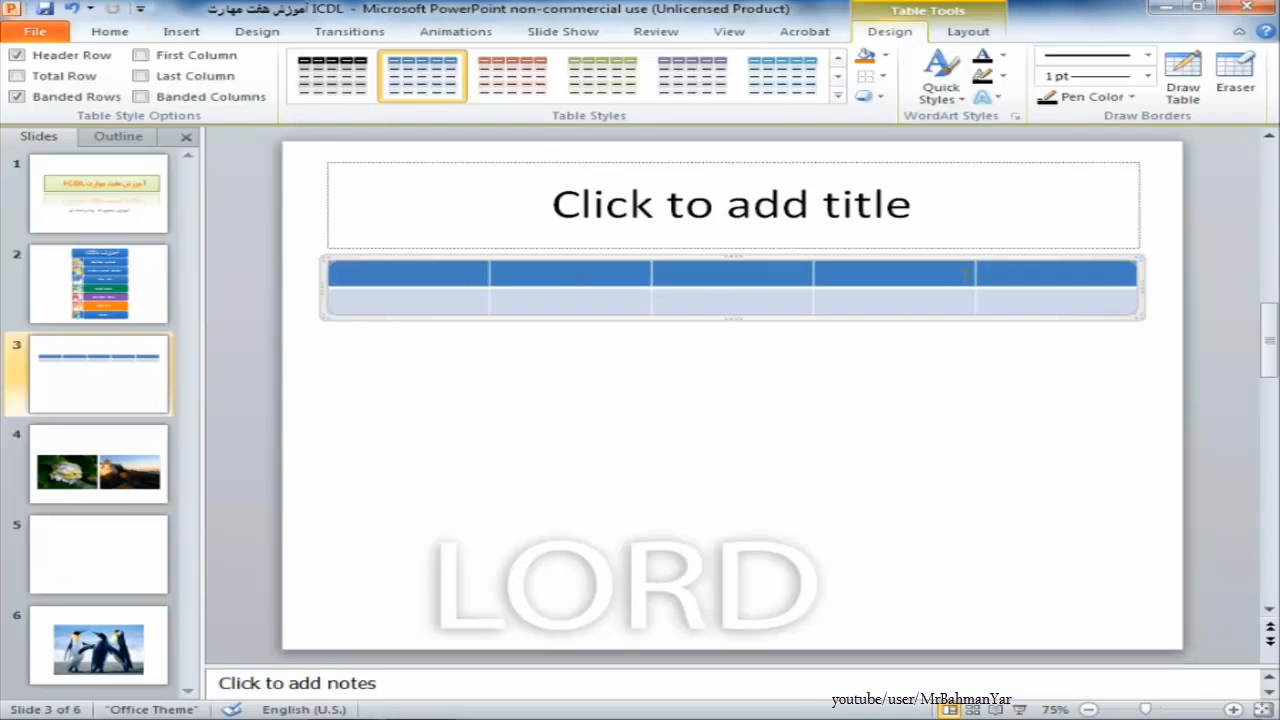 آموزش هفت مهارت ICDL - Microsoft PowerPoint non-commercial use (Unlicensed Product)
Table Tools
File Home Insert Design Transitions Animations Slide Show Review View Acrobat Design Layout
Header Row First Column
Total Row Last Column
Banded Rows Banded Columns
Table Style Options
Table Styles
Quick Styles
WordArt Styles
1 pt
Pen Color
Draw Table
Eraser
Draw Borders
Slides Outline
1
2
3
4
5
6
Click to add title
LORD
Click to add notes
youtube/user/MrBahmanYar
Slide 3 of 6 "Office Theme" English (U.S.) 75%